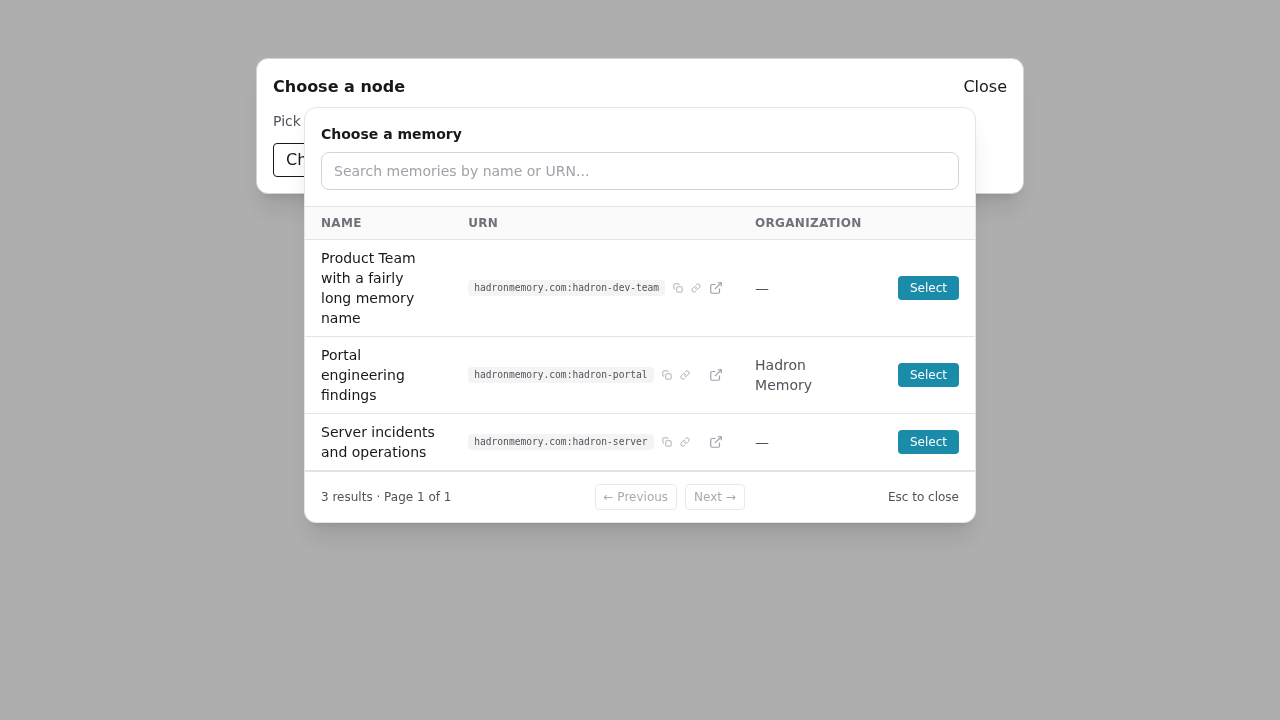 Choose a node
Close
Pick
Ch
Choose a memory
Search memories by name or URN...
NAME URN ORGANIZATION
Product Team
with a fairly
long memory
name
hadronmemory.com:hadron-dev-team
—
Select
Portal
engineering
findings
hadronmemory.com:hadron-portal
Hadron
Memory
Select
Server incidents
and operations
hadronmemory.com:hadron-server
—
Select
3 results · Page 1 of 1
← Previous
Next →
Esc to close